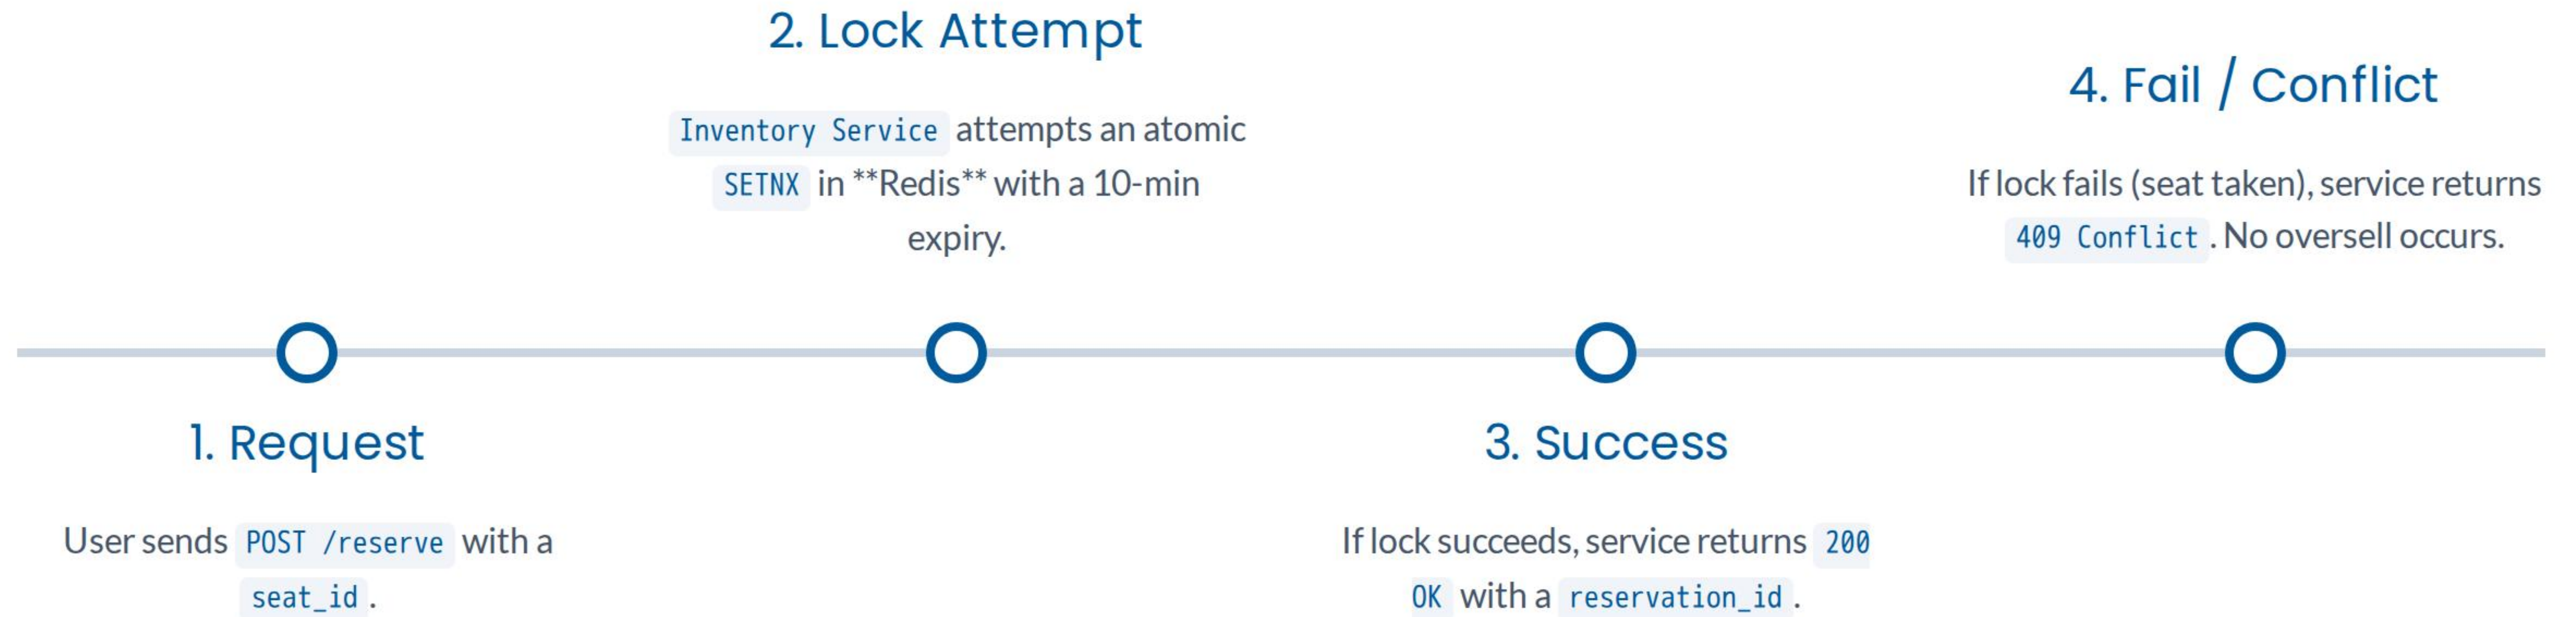 1. Request
User sends POST /reserve with a
seat_id .
2. Lock Attempt
Inventory Service attempts an atomic
SETNX in **Redis** with a 10-min
expiry.
3. Success
If lock succeeds, service returns 200
OK with a reservation_id .
4. Fail / Conflict
If lock fails (seat taken), service returns
409 Conflict . No oversell occurs.